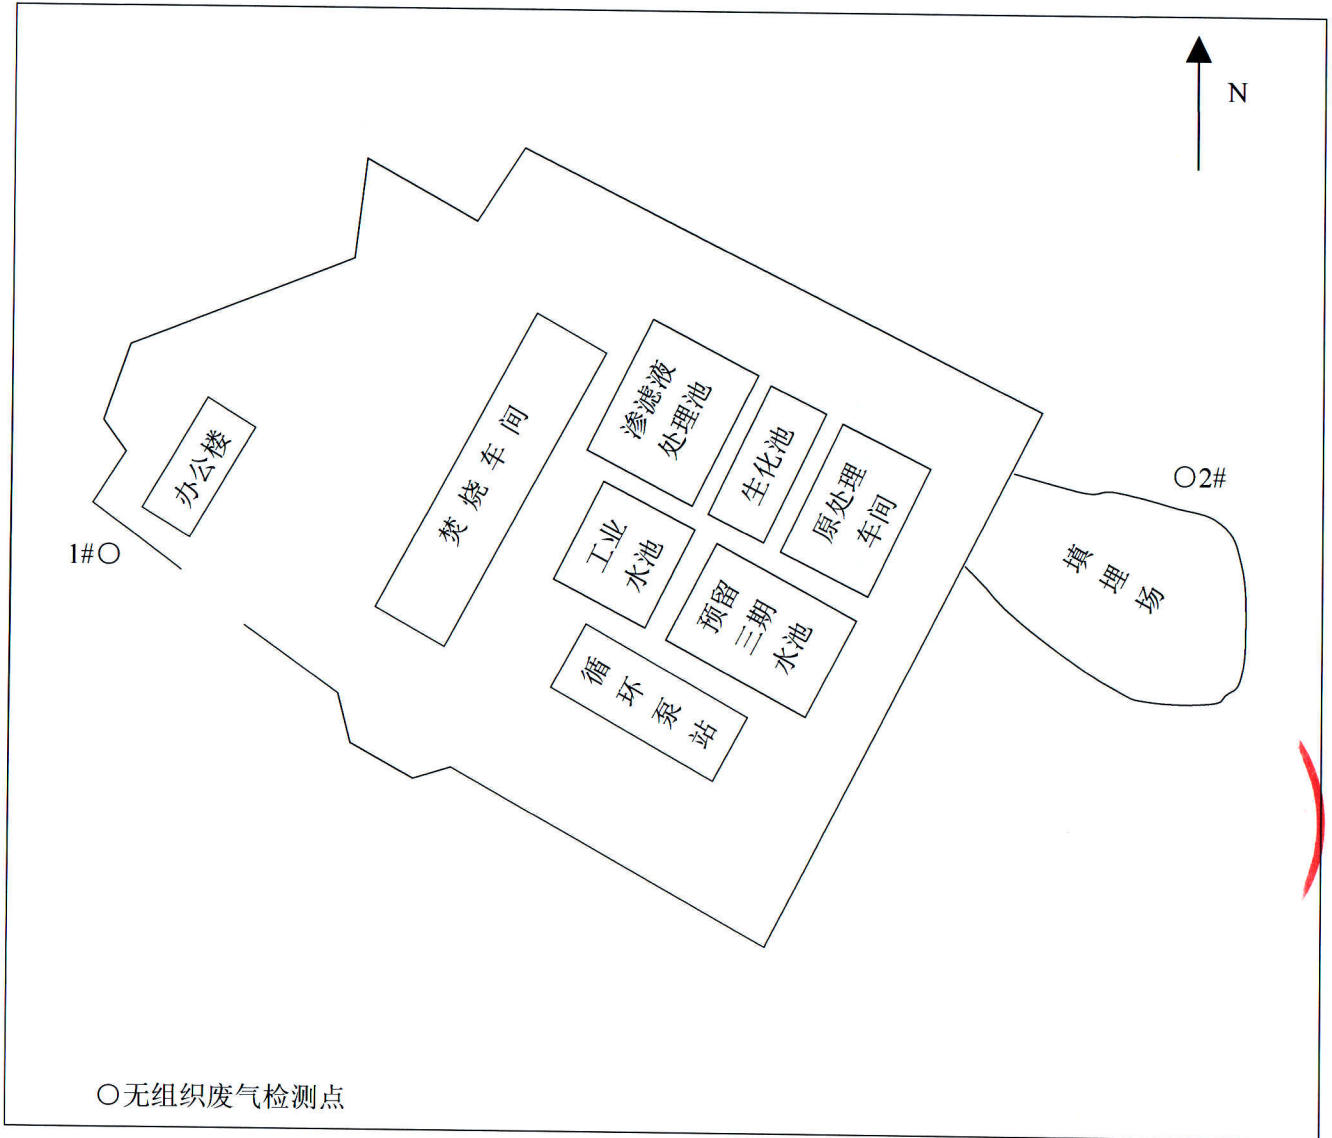 N
渗滤液
处理池
生化池
原处理
车间
办公楼
焚烧车间
工业
水池
预留
三期
水池
循环泵站
○2#
填埋场
1#○
○无组织废气检测点